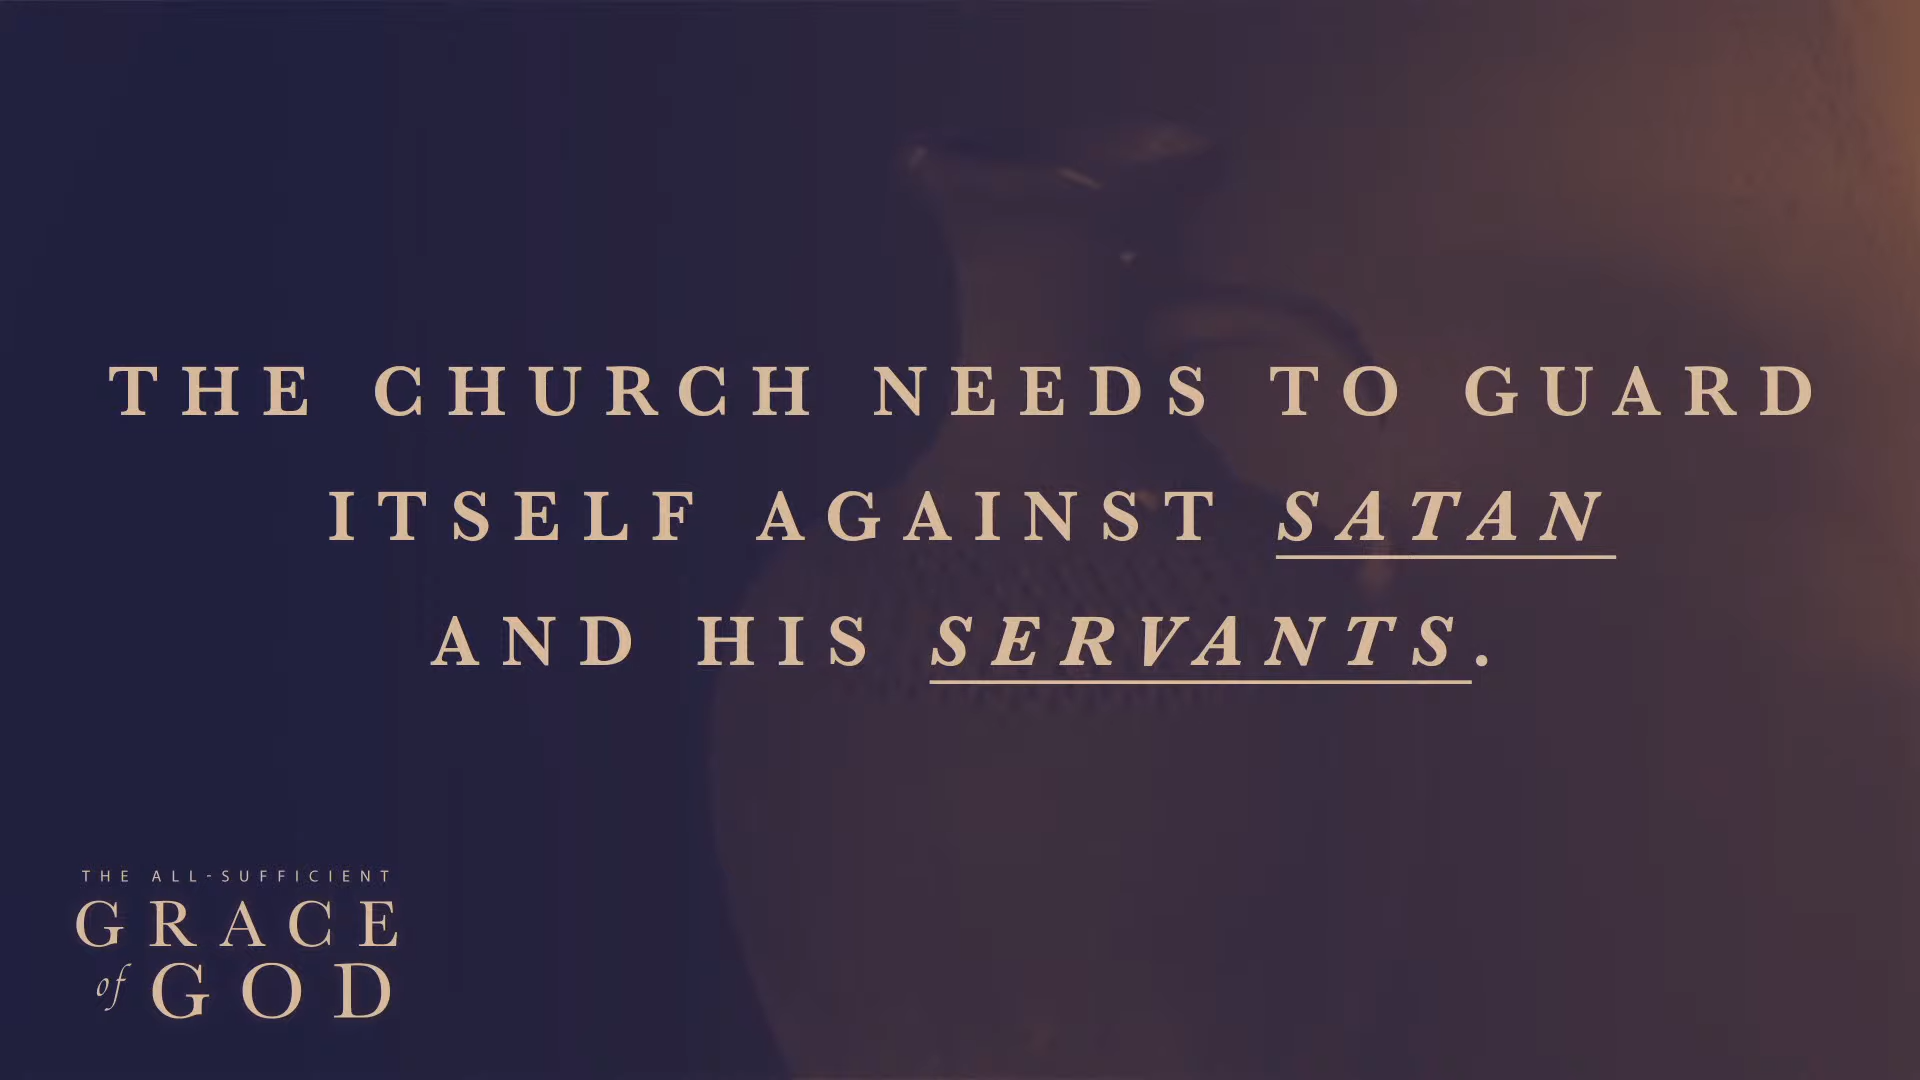 THE CHURCH NEEDS TO GUARD
ITSELF AGAINST SATAN
AND HIS SERVANTS.
THE ALL-SUFFICIENT
GRACE
of GOD